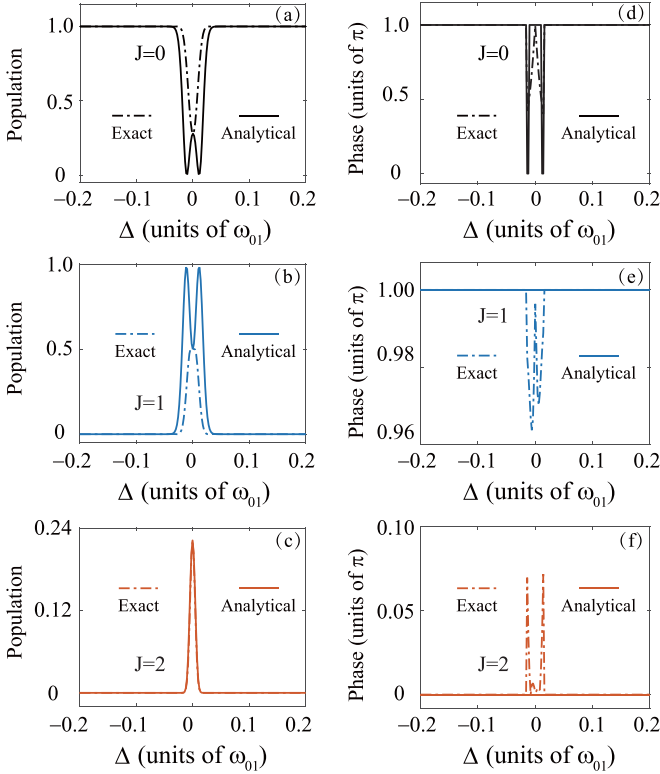 (a)
1.0
J=0
Population
0.5
Exact
Analytical
0
−0.2 −0.1 0 0.1 0.2
Δ (units of ω01)
(d)
1.0
J=0
Phase (units of π)
0.5
Exact
Analytical
0
−0.2 −0.1 0 0.1 0.2
Δ (units of ω01)
(b)
1.0
Population
0.5
Exact
Analytical
J=1
0
−0.2 −0.1 0 0.1 0.2
Δ (units of ω01)
(e)
1.00
J=1
Phase (units of π)
0.98
Exact
Analytical
0.96
−0.2 −0.1 0 0.1 0.2
Δ (units of ω01)
(c)
0.24
Population
Exact
Analytical
0.12
J=2
0
−0.2 −0.1 0 0.1 0.2
Δ (units of ω01)
(f)
0.10
Phase (units of π)
Exact
Analytical
0.05
J=2
0
−0.2 −0.1 0 0.1 0.2
Δ (units of ω01)